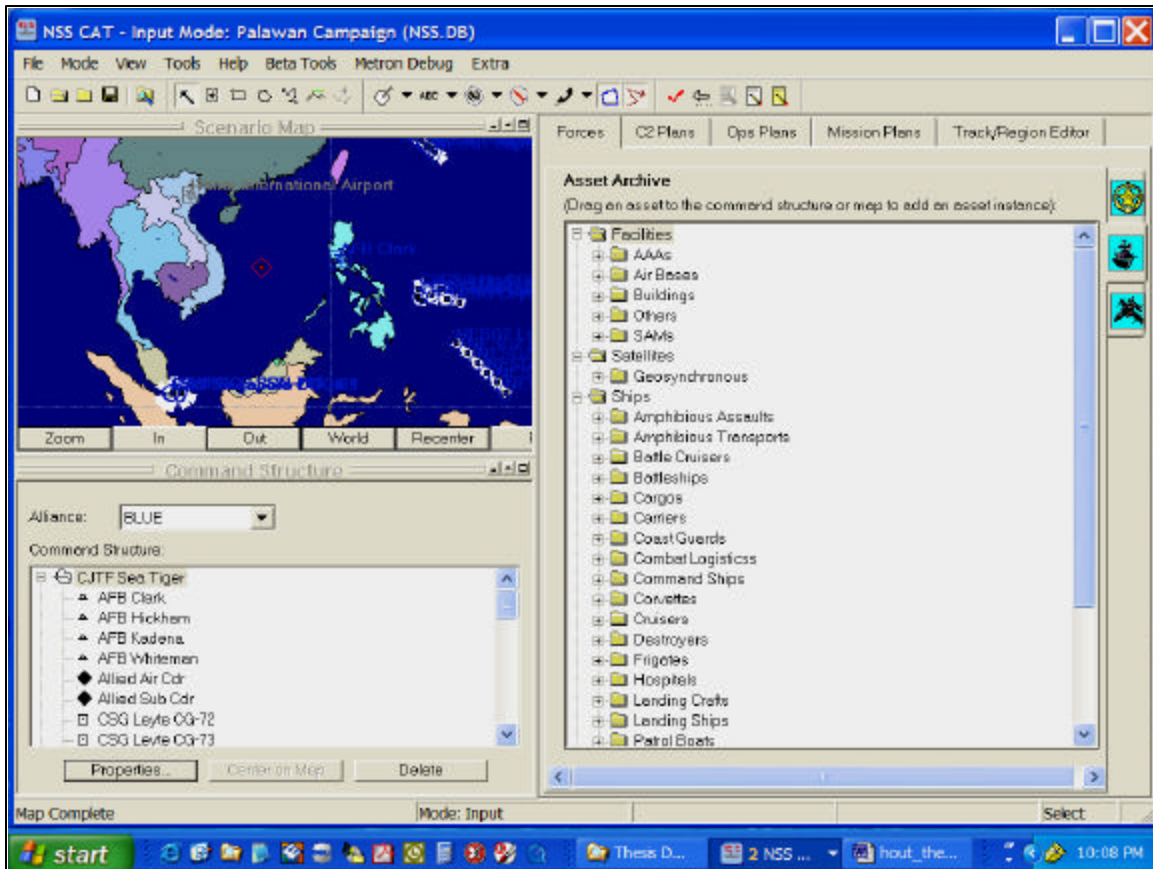 NSS CAT - Input Mode: Palawan Campaign (NSS.DB)
File Mode View Tools Help Beta Tools Metron Debug Extra
ABC
Scenario Map
International Airport
AFB Clark
Zoom In Out World Recenter
Command Structure
Alliance: BLUE
Command Structure:
CJTF Sea Tiger
AFB Clark
AFB Hickham
AFB Kadena
AFB Whiteman
Allied Air Cdr
Allied Sub Cdr
CSG Leyte CG-72
CSG Leyte CG-73
Properties... Center on Map Delete
Forces C2 Plans Ops Plans Mission Plans Track/Region Editor
Asset Archive
(Drag an asset to the command structure or map to add an asset instance):
Facilities
AAAs
Air Bases
Buildings
Others
SAMs
Satellites
Geosynchronous
Ships
Amphibious Assaults
Amphibious Transports
Battle Cruisers
Battleships
Cargos
Carriers
Coast Guards
Combat Logisticss
Command Ships
Corvettes
Cruisers
Destroyers
Frigates
Hospitals
Landing Crafts
Landing Ships
Patrol Boats
Map Complete Mode: Input Select
start Thesis D... 2 NSS ... hout_the... 10:08 PM